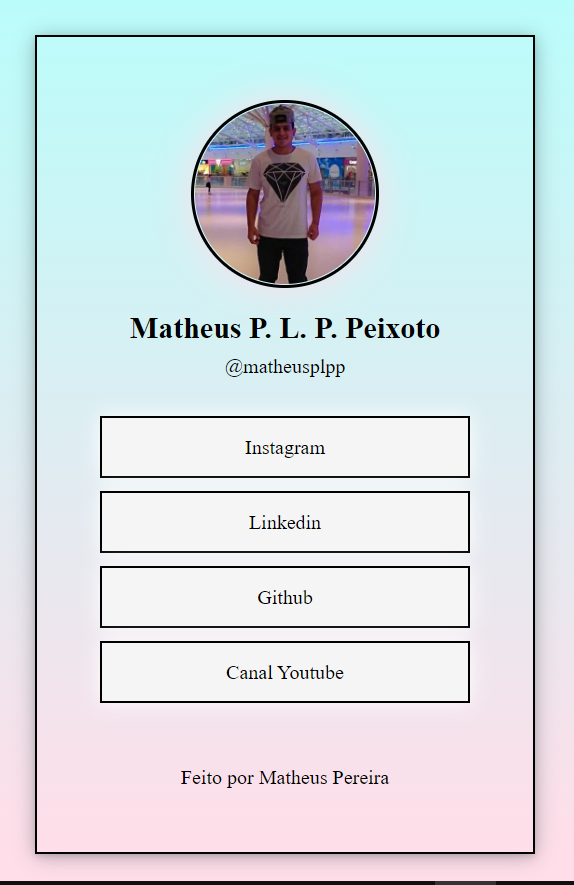 Matheus P. L. P. Peixoto
@matheusplpp
Instagram
Linkedin
Github
Canal Youtube
Feito por Matheus Pereira